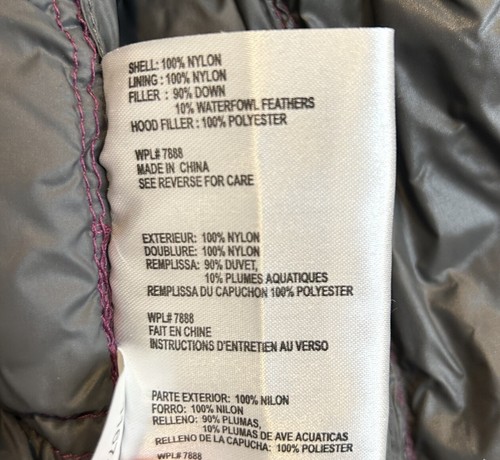 SHELL: 100% NYLON
LINING : 100% NYLON
FILLER : 90% DOWN
10% WATERFOWL FEATHERS
HOOD FILLER : 100% POLYESTER
WPL# 7888
MADE IN CHINA
SEE REVERSE FOR CARE
EXTERIEUR: 100% NYLON
DOUBLURE: 100% NYLON
REMPLISSA: 90% DUVET,
10% PLUMES AQUATIQUES
REMPLISSA DU CAPUCHON 100% POLYESTER
WPL# 7888
FAIT EN CHINE
INSTRUCTIONS D'ENTRETIEN AU VERSO
PARTE EXTERIOR: 100% NILON
FORRO: 100% NILON
RELLENO: 90% PLUMAS,
10% PLUMAS DE AVE ACUATICAS
RELLENO DE LA CAPUCHA: 100% POLIESTER
WPL# 7888